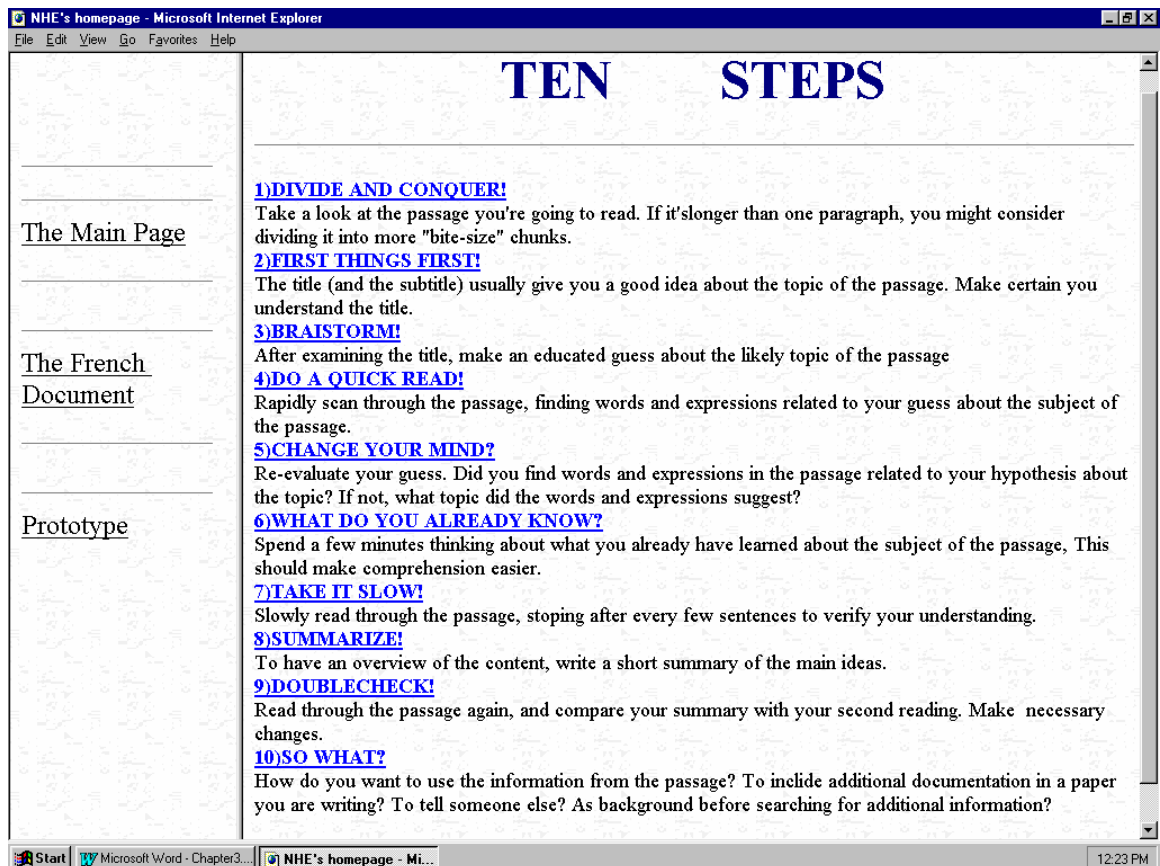 NHE's homepage - Microsoft Internet Explorer
File Edit View Go Favorites Help
The Main Page
The French
Document
Prototype
TEN STEPS
1)DIVIDE AND CONQUER!
Take a look at the passage you're going to read. If it'slonger than one paragraph, you might consider
dividing it into more "bite-size" chunks.
2)FIRST THINGS FIRST!
The title (and the subtitle) usually give you a good idea about the topic of the passage. Make certain you
understand the title.
3)BRAISTORM!
After examining the title, make an educated guess about the likely topic of the passage
4)DO A QUICK READ!
Rapidly scan through the passage, finding words and expressions related to your guess about the subject of
the passage.
5)CHANGE YOUR MIND?
Re-evaluate your guess. Did you find words and expressions in the passage related to your hypothesis about
the topic? If not, what topic did the words and expressions suggest?
6)WHAT DO YOU ALREADY KNOW?
Spend a few minutes thinking about what you already have learned about the subject of the passage, This
should make comprehension easier.
7)TAKE IT SLOW!
Slowly read through the passage, stoping after every few sentences to verify your understanding.
8)SUMMARIZE!
To have an overview of the content, write a short summary of the main ideas.
9)DOUBLECHECK!
Read through the passage again, and compare your summary with your second reading. Make necessary
changes.
10)SO WHAT?
How do you want to use the information from the passage? To inclide additional documentation in a paper
you are writing? To tell someone else? As background before searching for additional information?
Start Microsoft Word - Chapter3.... NHE's homepage - Mi... 12:23 PM